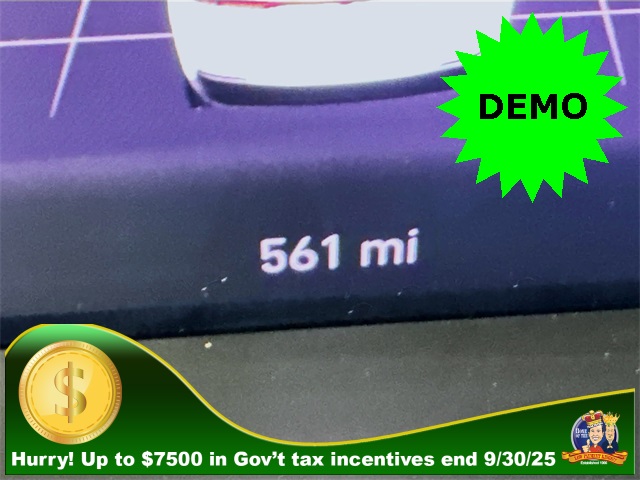 DEMO
561 mi
$
Hurry! Up to $7500 in Gov't tax incentives end 9/30/25